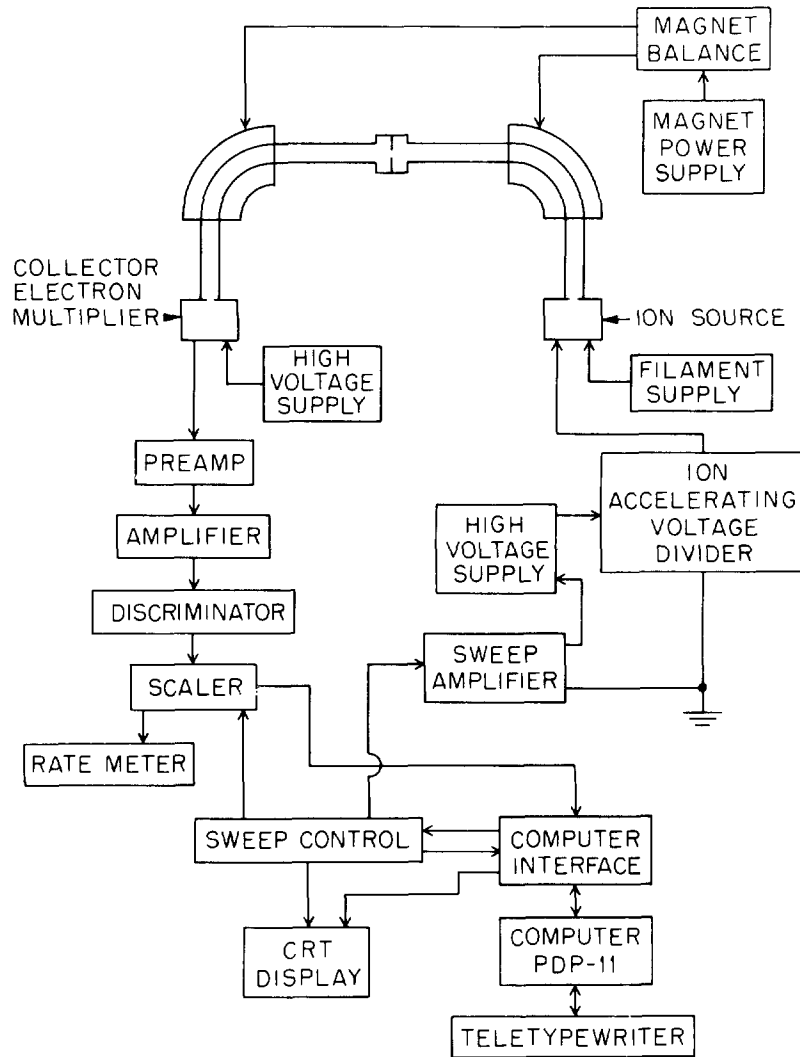 MAGNET
BALANCE
MAGNET
POWER
SUPPLY
COLLECTOR
ELECTRON
MULTIPLIER
HIGH
VOLTAGE
SUPPLY
ION SOURCE
FILAMENT
SUPPLY
PREAMP
ION
ACCELERATING
VOLTAGE
DIVIDER
HIGH
VOLTAGE
SUPPLY
AMPLIFIER
DISCRIMINATOR
SWEEP
AMPLIFIER
SCALER
RATE METER
SWEEP CONTROL
COMPUTER
INTERFACE
CRT
DISPLAY
COMPUTER
PDP-11
TELETYPEWRITER